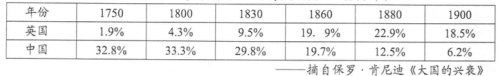 年份 1750 1800 1830 1860 1880 1900
英国 1.9% 4.3% 9.5% 19. 9% 22.9% 18.5%
中国 32.8% 33.3% 29.8% 19.7% 12.5% 6.2%
——摘自保罗·肯尼迪《大国的兴衰》